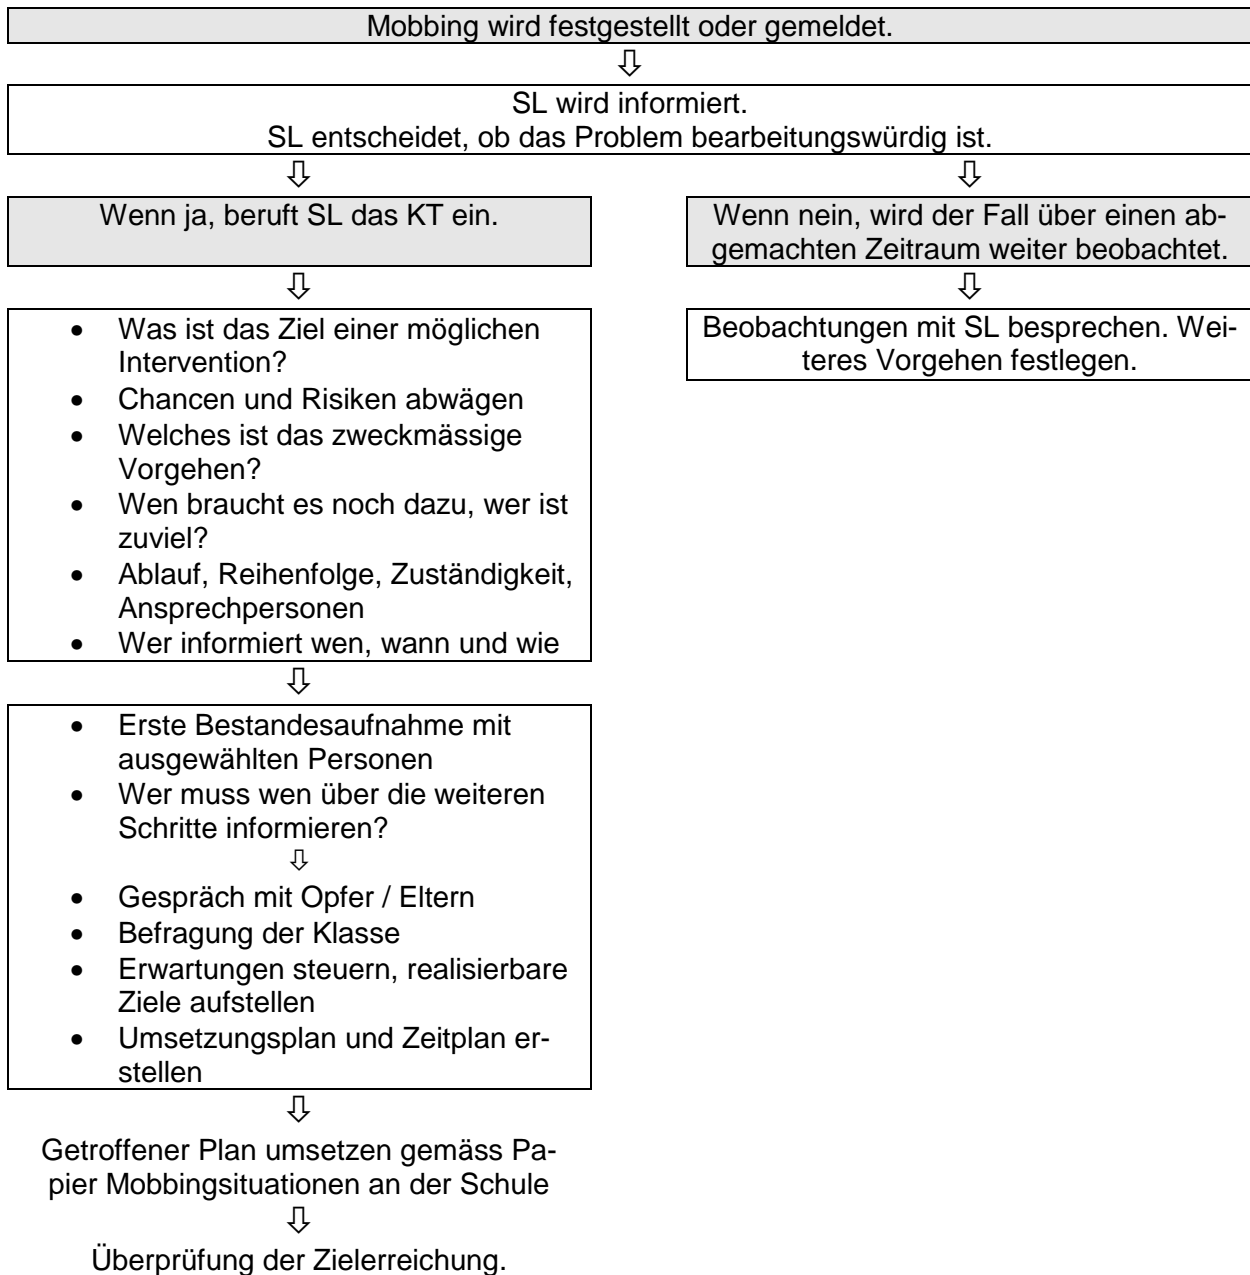 Mobbing wird festgestellt oder gemeldet.
⇩
SL wird informiert.
SL entscheidet, ob das Problem bearbeitungswürdig ist.
⇩ ⇩
Wenn ja, beruft SL das KT ein.
Wenn nein, wird der Fall über einen ab-
gemachten Zeitraum weiter beobachtet.
⇩ ⇩
• Was ist das Ziel einer möglichen
Intervention?
• Chancen und Risiken abwägen
• Welches ist das zweckmässige
Vorgehen?
• Wen braucht es noch dazu, wer ist
zuviel?
• Ablauf, Reihenfolge, Zuständigkeit,
Ansprechpersonen
• Wer informiert wen, wann und wie
Beobachtungen mit SL besprechen. Wei-
teres Vorgehen festlegen.
⇩
• Erste Bestandesaufnahme mit
ausgewählten Personen
• Wer muss wen über die weiteren
Schritte informieren?
⇩
• Gespräch mit Opfer / Eltern
• Befragung der Klasse
• Erwartungen steuern, realisierbare
Ziele aufstellen
• Umsetzungsplan und Zeitplan er-
stellen
⇩
Getroffener Plan umsetzen gemäss Pa-
pier Mobbingsituationen an der Schule
⇩
Überprüfung der Zielerreichung.